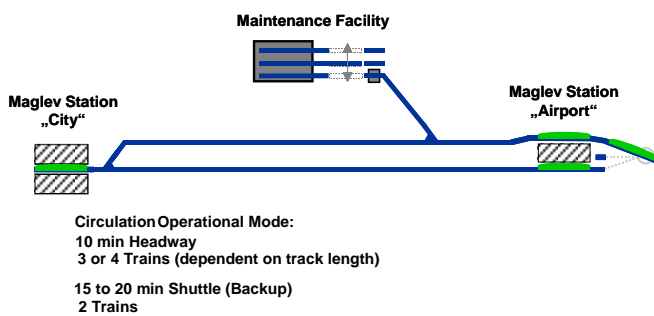 Maintenance Facility
Maglev Station
„City“
Maglev Station
„Airport“
Circulation Operational Mode:
10 min Headway
3 or 4 Trains (dependent on track length)
15 to 20 min Shuttle (Backup)
2 Trains